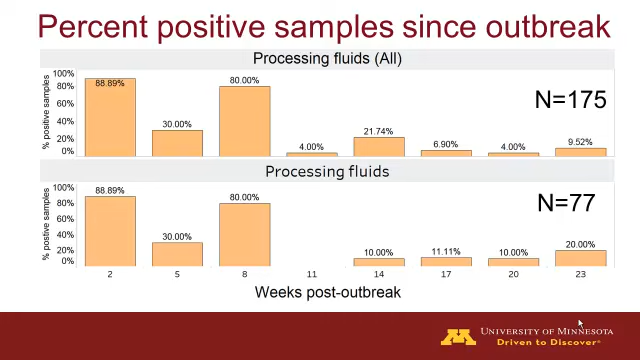 Percent positive samples since outbreak
Processing fluids (All)
% positive samples
100%
80%
60%
40%
20%
0%
88.89%
30.00%
80.00%
4.00%
21.74%
6.90%
4.00%
9.52%
N=175
Processing fluids
% positive samples
100%
80%
60%
40%
20%
0%
88.89%
30.00%
80.00%
10.00%
11.11%
10.00%
20.00%
N=77
2 5 8 11 14 17 20 23
Weeks post-outbreak
M
UNIVERSITY OF MINNESOTA
Driven to Discover®